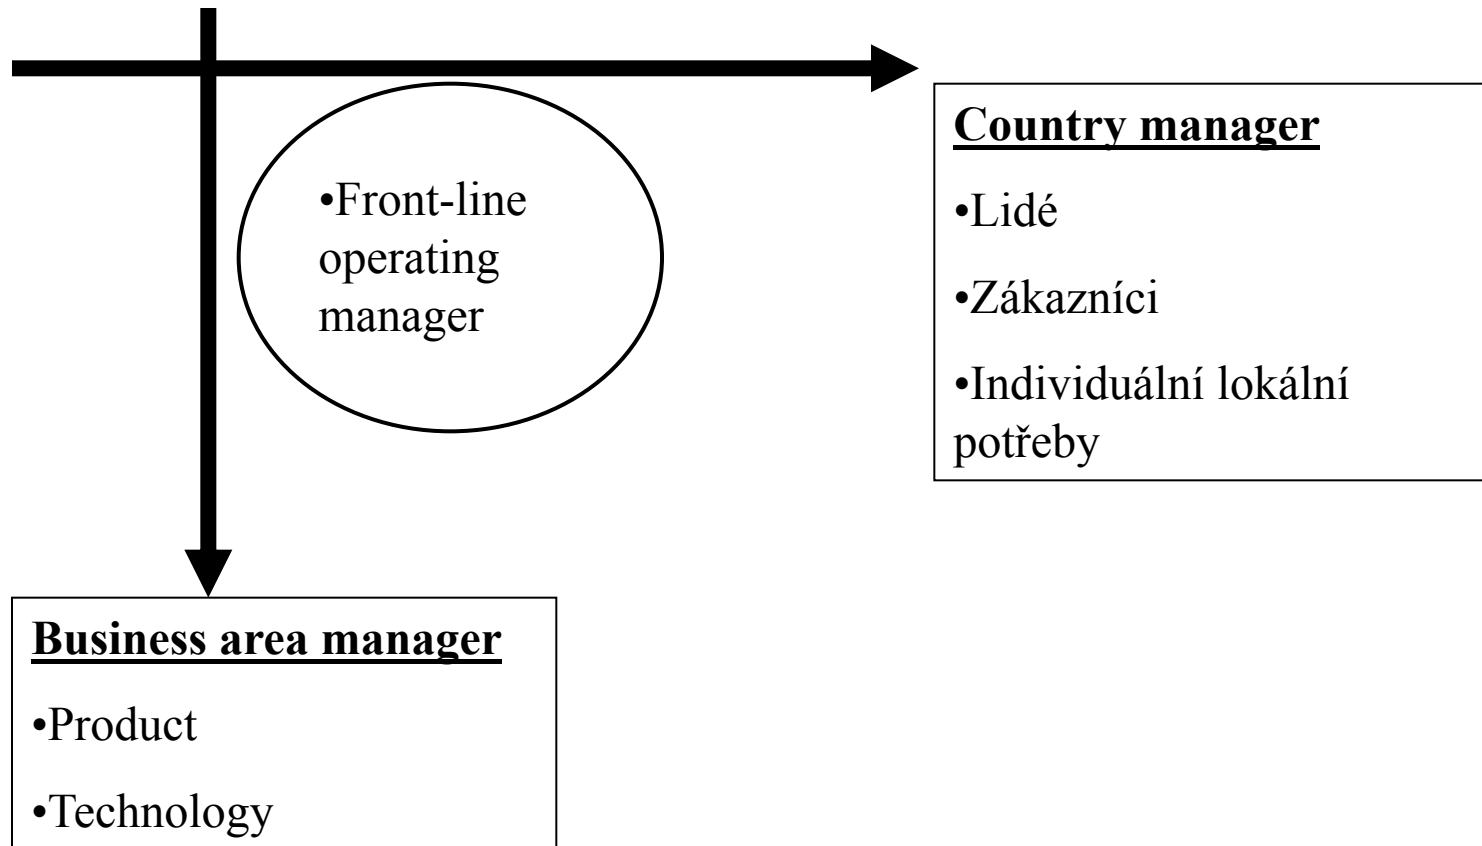 •Front-line
operating
manager
Country manager
•Lidé
•Zákazníci
•Individuální lokální
potřeby
Business area manager
•Product
•Technology